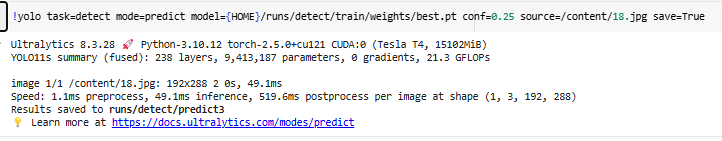 !yolo task=detect mode=predict model={HOME}/runs/detect/train/weights/best.pt conf=0.25 source=/content/18.jpg save=True
Ultralytics 8.3.28 🚀 Python-3.10.12 torch-2.5.0+cu121 CUDA:0 (Tesla T4, 15102MiB)
YOLO11s summary (fused): 238 layers, 9,413,187 parameters, 0 gradients, 21.3 GFLOPs
image 1/1 /content/18.jpg: 192x288 2 0s, 49.1ms
Speed: 1.1ms preprocess, 49.1ms inference, 519.6ms postprocess per image at shape (1, 3, 192, 288)
Results saved to runs/detect/predict3
💡 Learn more at https://docs.ultralytics.com/modes/predict